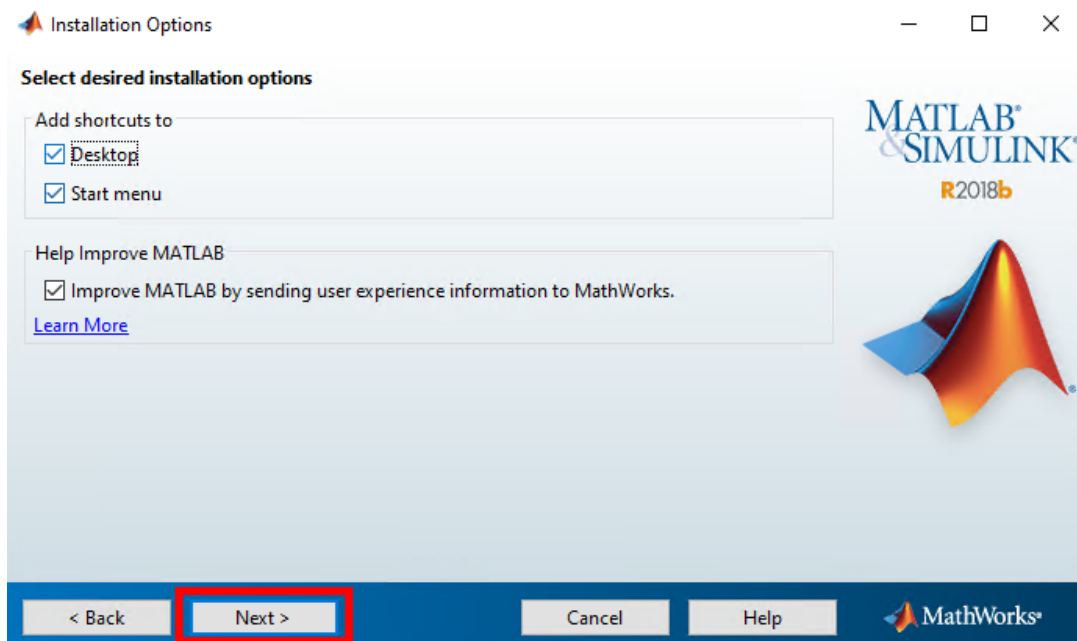 Installation Options
Select desired installation options
Add shortcuts to
Desktop
Start menu
Help Improve MATLAB
Improve MATLAB by sending user experience information to MathWorks.
Learn More
MATLAB®
&SIMULINK®
R2018b
®
< Back
Next >
Cancel
Help
MathWorks®